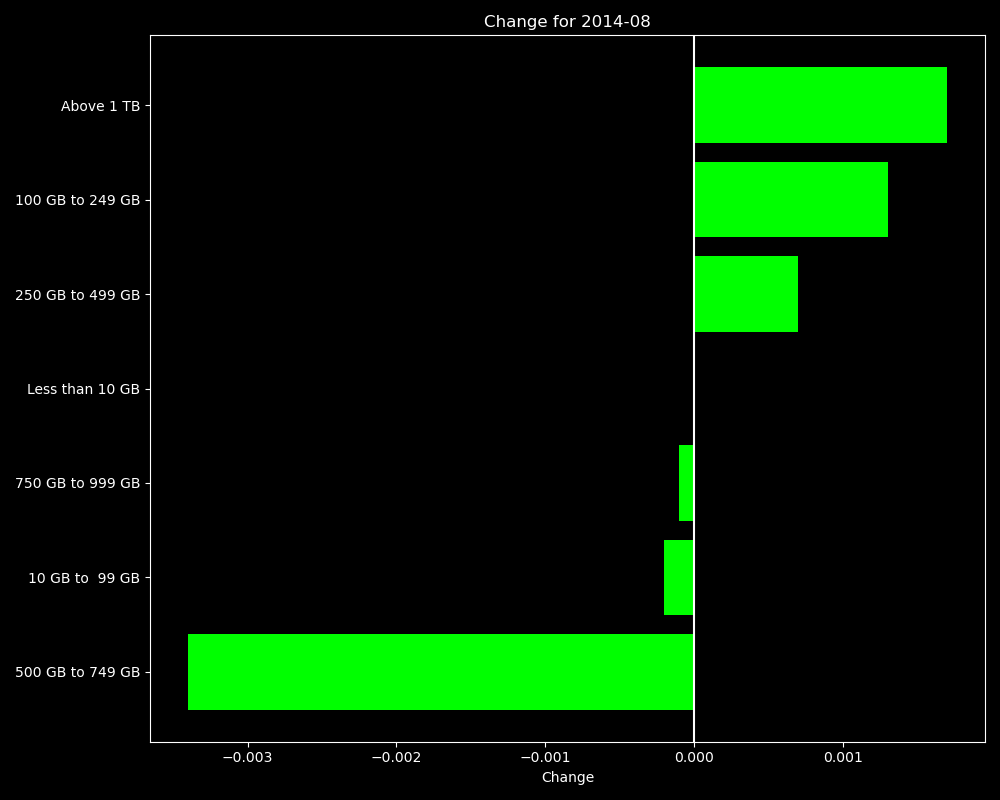 Change for 2014-08
Above 1 TB
100 GB to 249 GB
250 GB to 499 GB
Less than 10 GB
750 GB to 999 GB
10 GB to  99 GB
500 GB to 749 GB
−0.003
−0.002
−0.001
0.000
0.001
Change